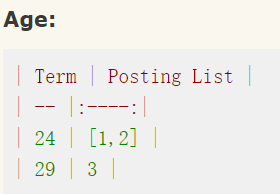 Age:
| Term | Posting List |
| -- |:----:|
| 24 | [1,2] |
| 29 | 3 |